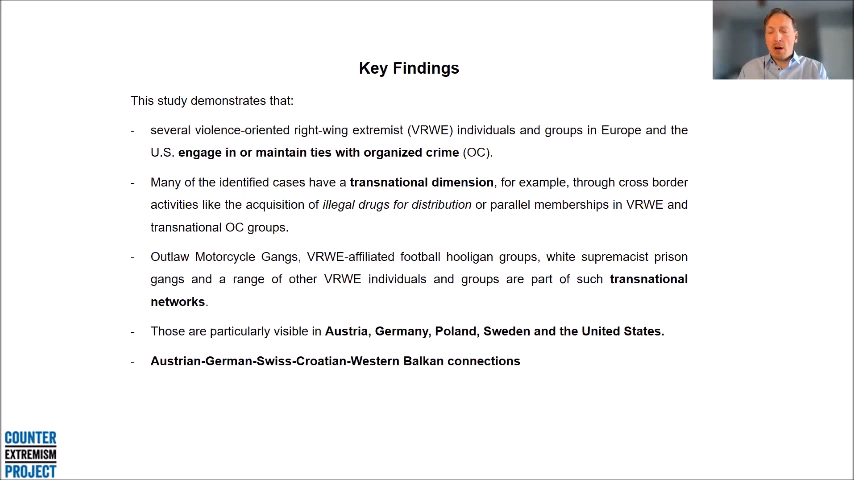 Key Findings
This study demonstrates that:
- several violence-oriented right-wing extremist (VRWE) individuals and groups in Europe and the
U.S. engage in or maintain ties with organized crime (OC).
- Many of the identified cases have a transnational dimension, for example, through cross border
activities like the acquisition of illegal drugs for distribution or parallel memberships in VRWE and
transnational OC groups.
- Outlaw Motorcycle Gangs, VRWE-affiliated football hooligan groups, white supremacist prison
gangs and a range of other VRWE individuals and groups are part of such transnational
networks.
- Those are particularly visible in Austria, Germany, Poland, Sweden and the United States.
- Austrian-German-Swiss-Croatian-Western Balkan connections
COUNTER
EXTREMISM
PROJECT